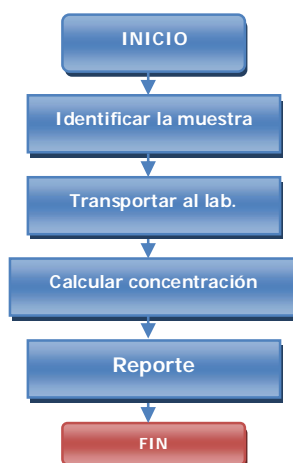 INICIO
Identificar la muestra
Transportar al lab.
Calcular concentración
Reporte
FIN